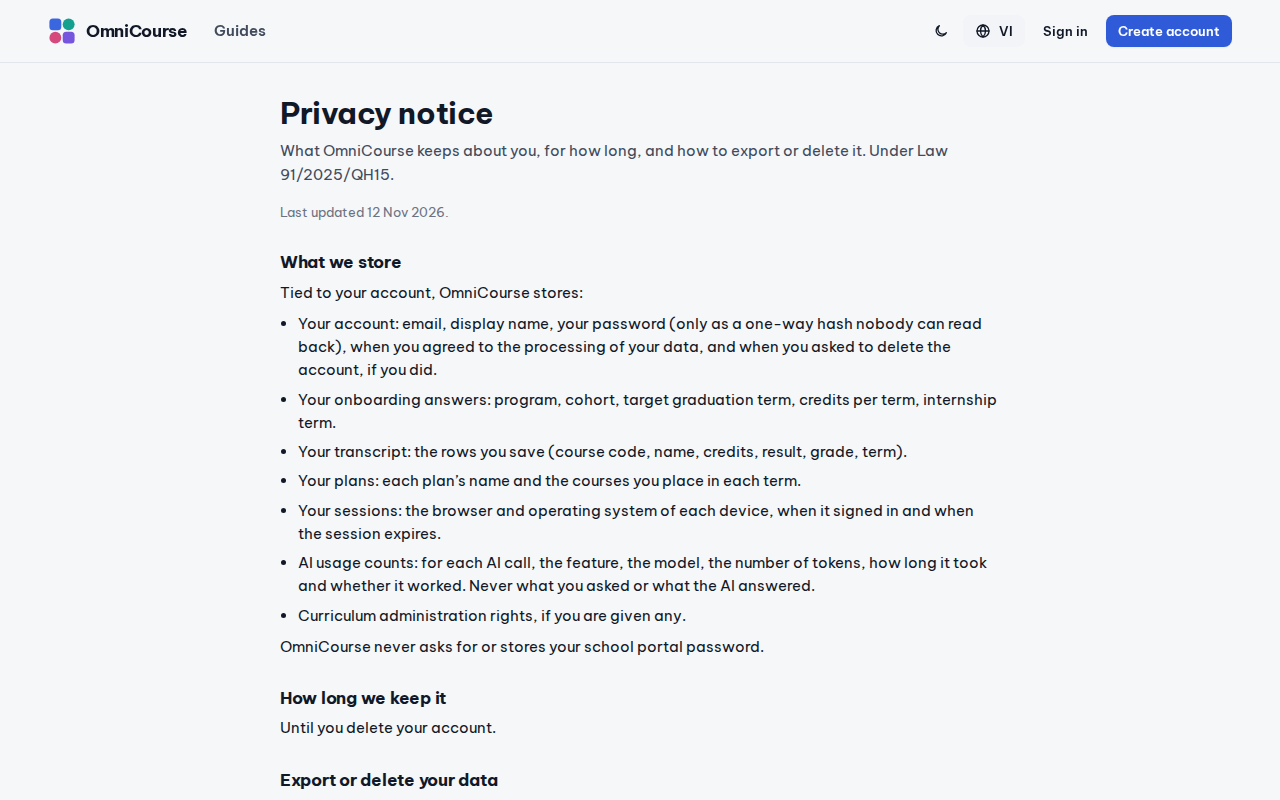 OmniCourse
Guides
VI
Sign in
Create account
Privacy notice
What OmniCourse keeps about you, for how long, and how to export or delete it. Under Law
91/2025/QH15.
Last updated 12 Nov 2026.
What we store
Tied to your account, OmniCourse stores:
• Your account: email, display name, your password (only as a one-way hash nobody can read
back), when you agreed to the processing of your data, and when you asked to delete the
account, if you did.
• Your onboarding answers: program, cohort, target graduation term, credits per term, internship
term.
• Your transcript: the rows you save (course code, name, credits, result, grade, term).
• Your plans: each plan’s name and the courses you place in each term.
• Your sessions: the browser and operating system of each device, when it signed in and when
the session expires.
• AI usage counts: for each AI call, the feature, the model, the number of tokens, how long it took
and whether it worked. Never what you asked or what the AI answered.
• Curriculum administration rights, if you are given any.
OmniCourse never asks for or stores your school portal password.
How long we keep it
Until you delete your account.
Export or delete your data